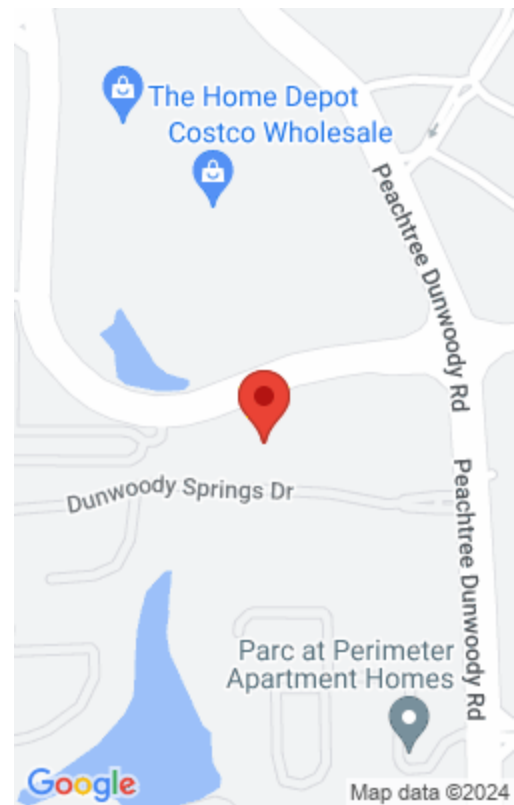 The Home Depot
Costco Wholesale
Peachtree Dunwoody Rd
Dunwoody Springs Dr
Peachtree Dunwoody Rd
Parc at Perimeter
Apartment Homes
Google
Map data ©2024